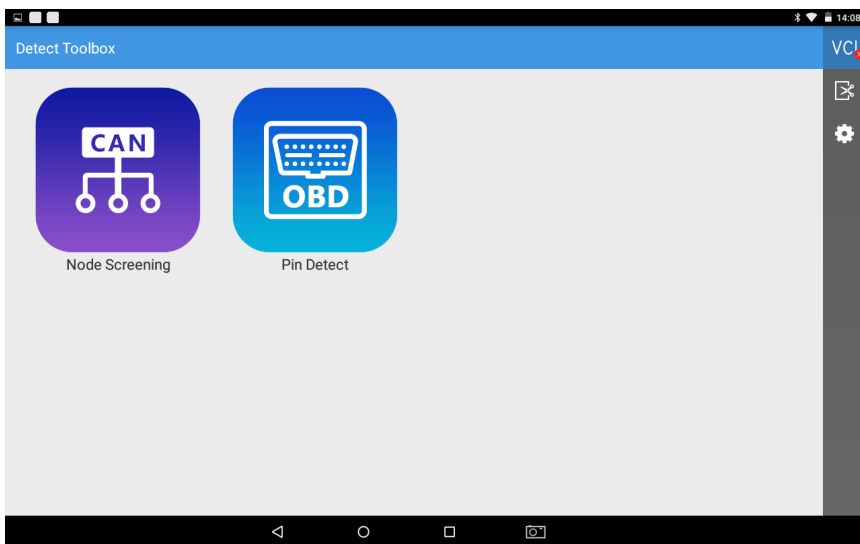 14:08
Detect Toolbox
VCI
CAN
OBD
Node Screening
Pin Detect